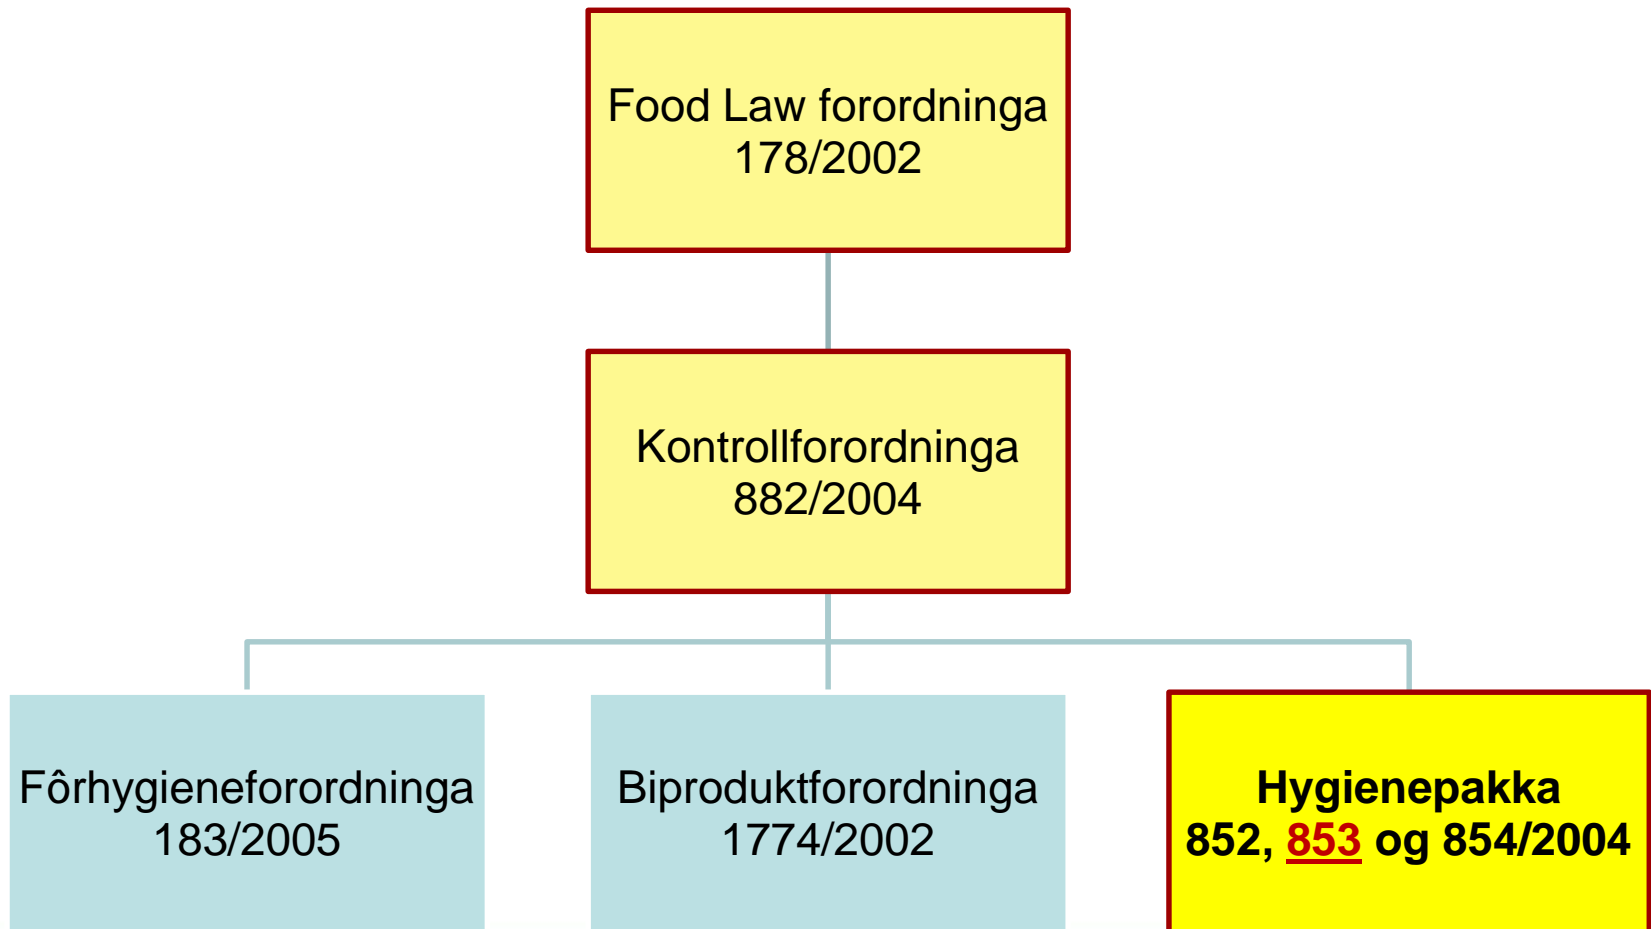 Food Law forordninga
178/2002
Kontrollforordninga
882/2004
Fôrhygieneforordninga
183/2005
Biproduktforordninga
1774/2002
Hygienepakka
852, 853 og 854/2004